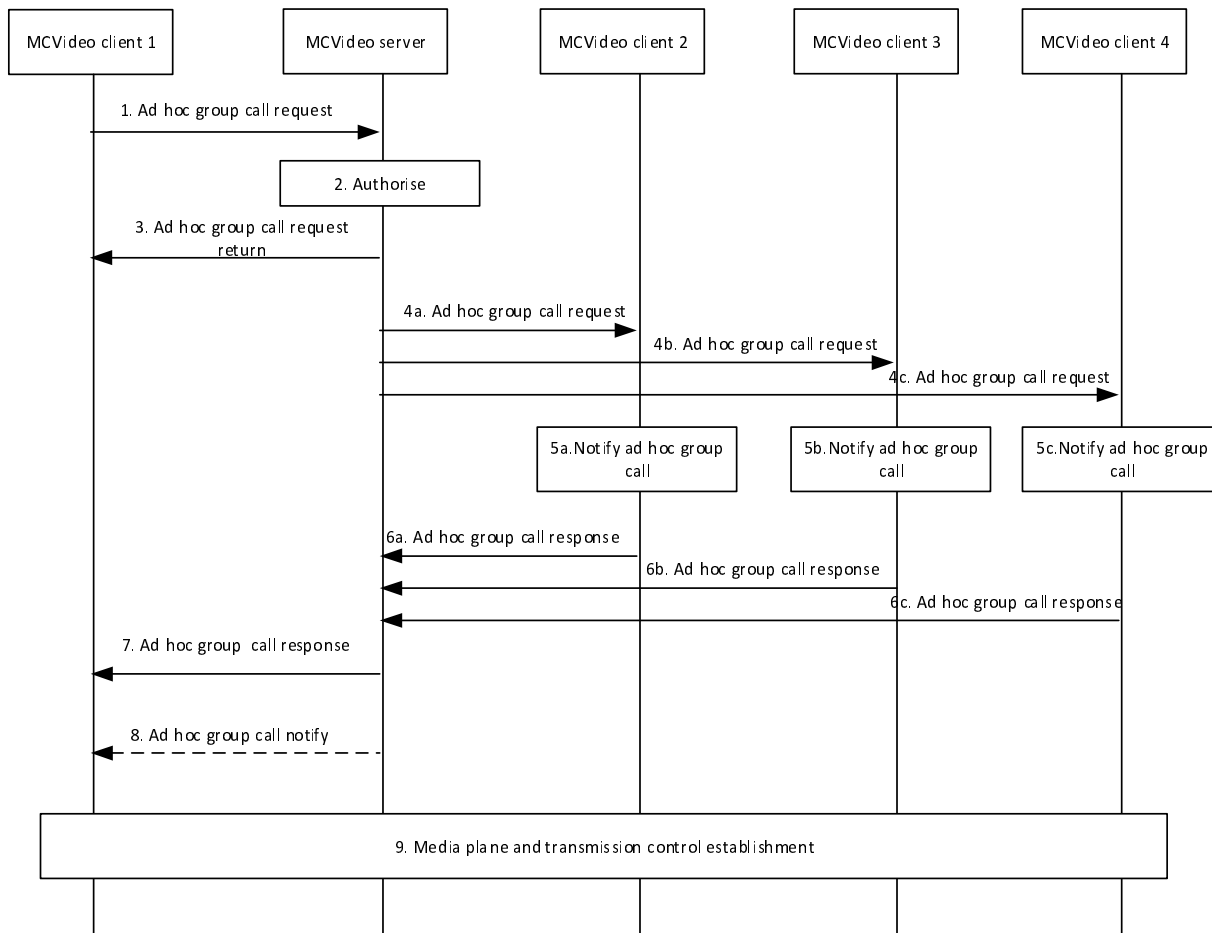 MCVideo client 1
MCVideo server
MCVideo client 2
MCVideo client 3
MCVideo client 4
1. Ad hoc group call request
2. Authorise
3. Ad hoc group call request
return
4a. Ad hoc group call request
4b. Ad hoc group call request
4c. Ad hoc group call request
5a.Notify ad hoc group
call
5b.Notify ad hoc group
call
5c.Notify ad hoc group
call
6a. Ad hoc group call response
6b. Ad hoc group call response
6c. Ad hoc group call response
7. Ad hoc group  call response
8. Ad hoc group call notify
9. Media plane and transmission control establishment